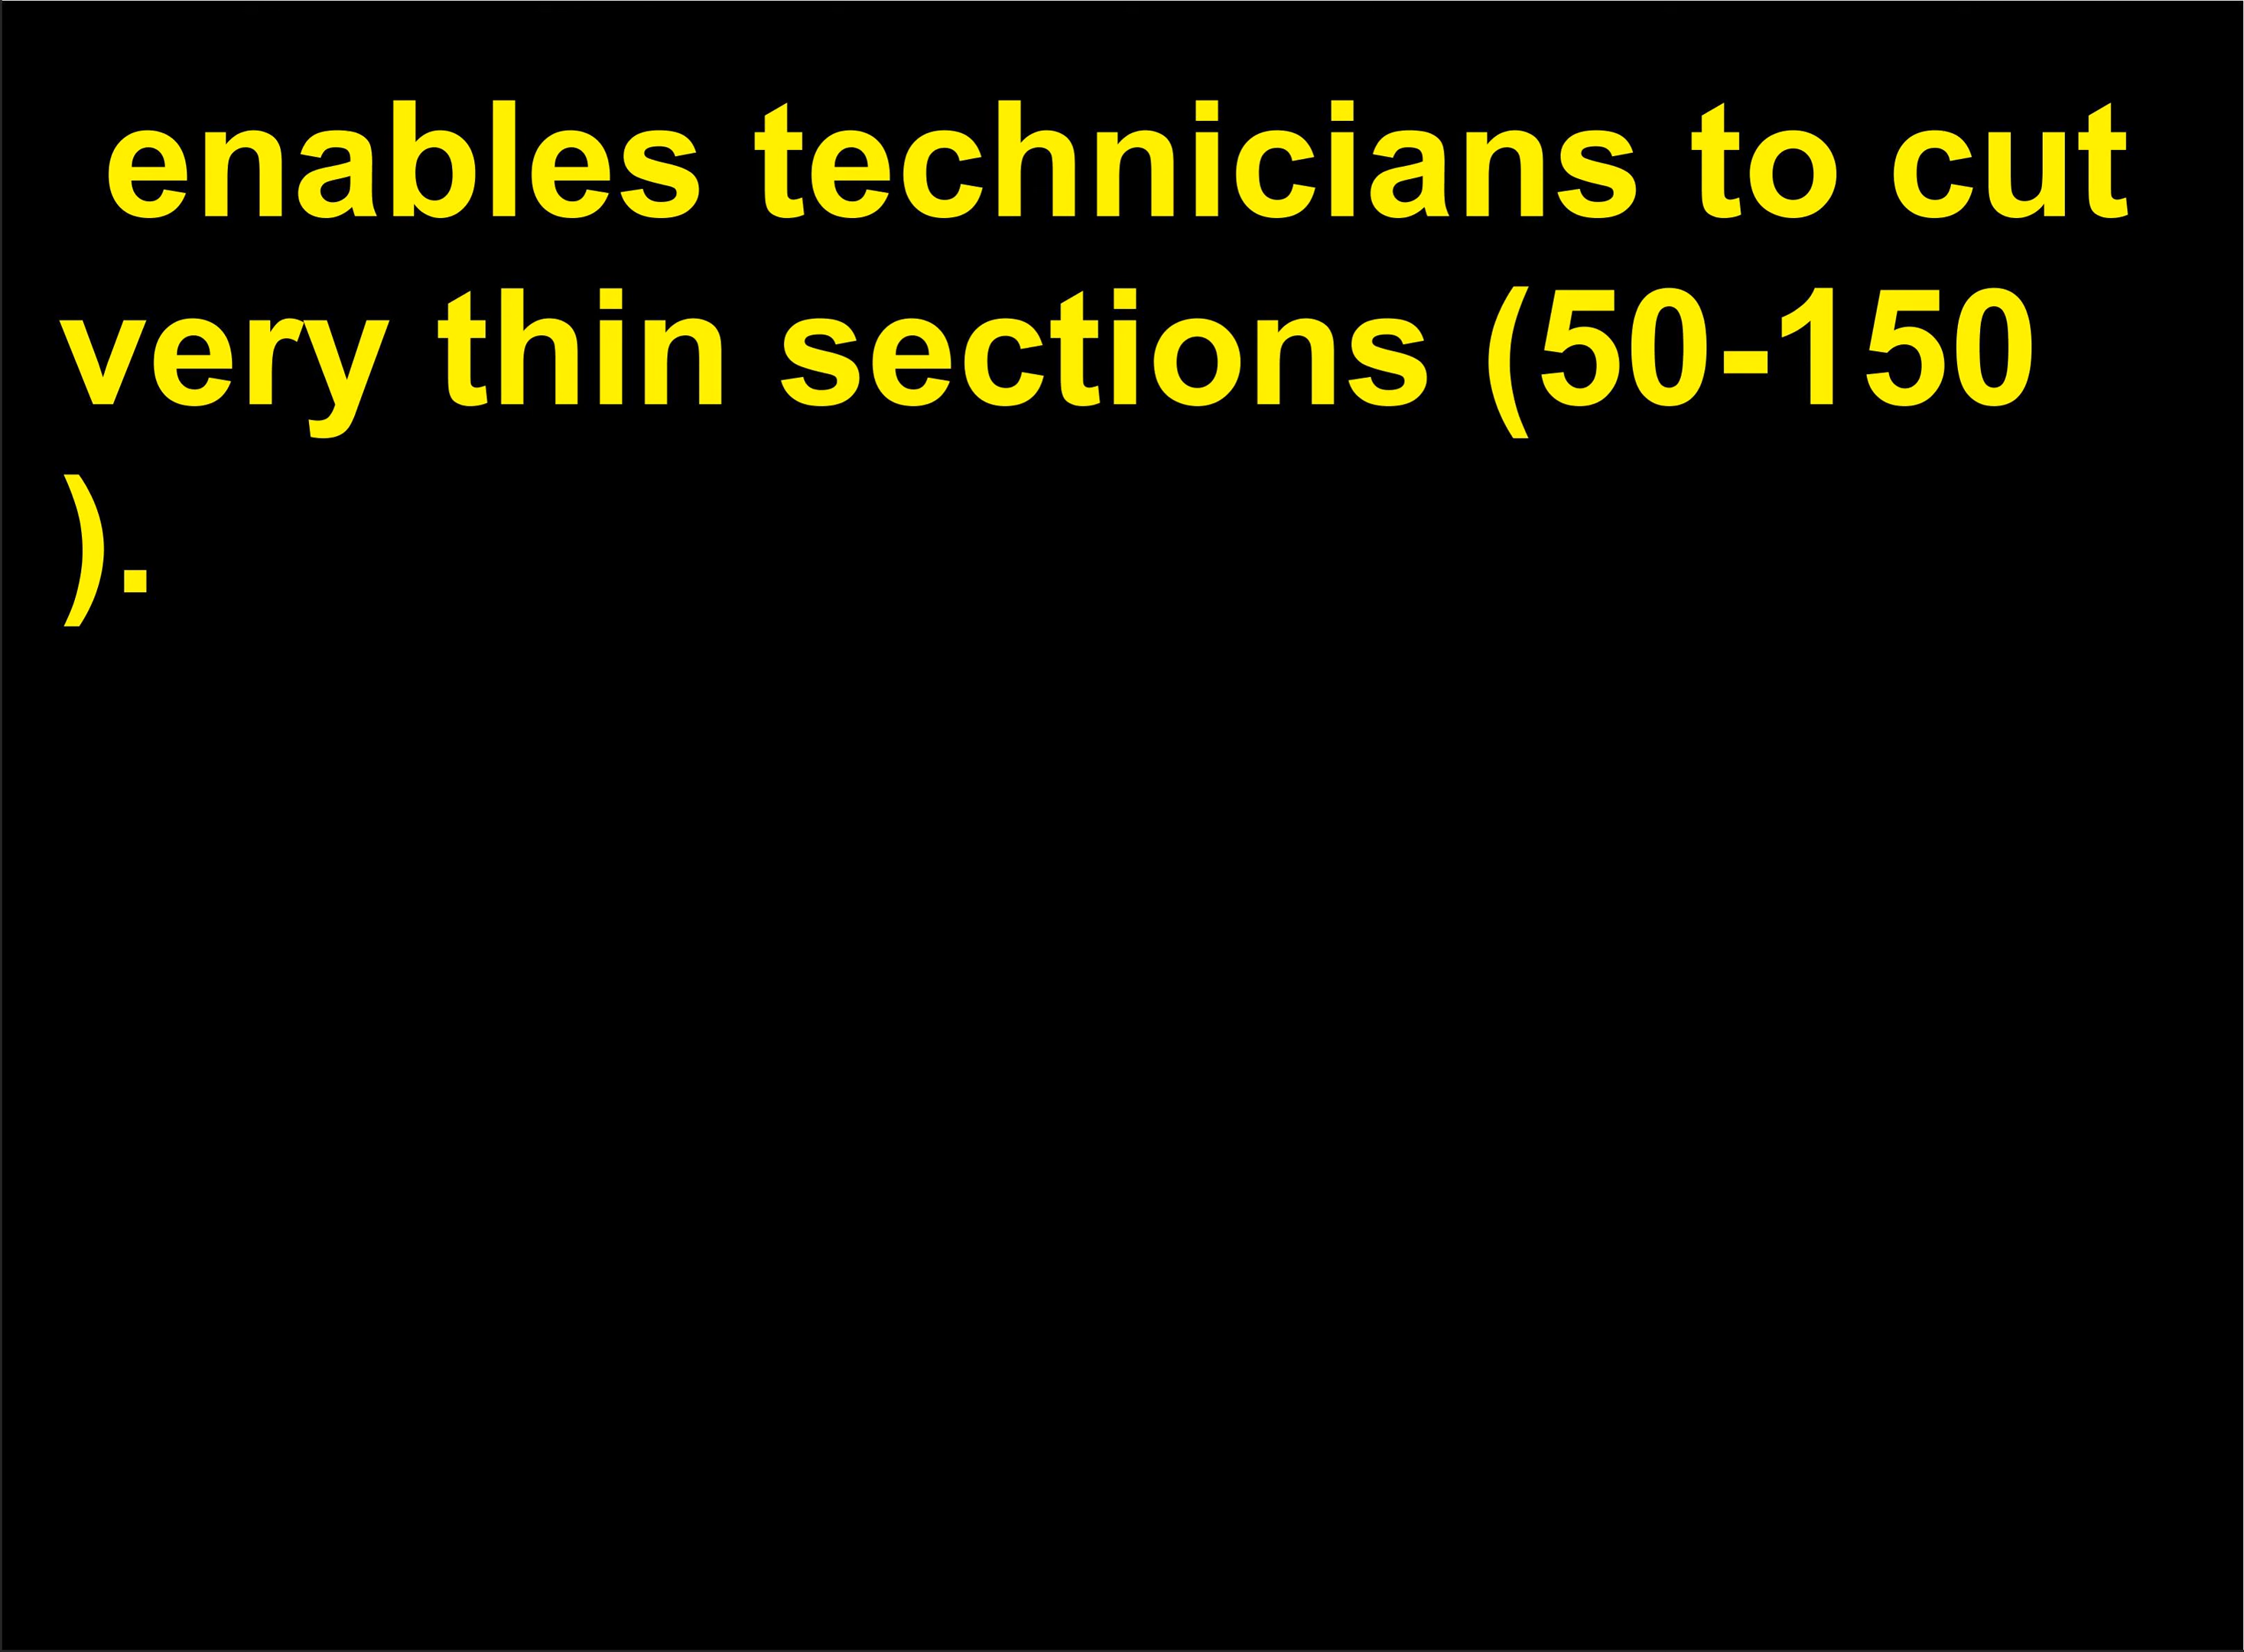 enables technicians to cut
very thin sections (50-150
).